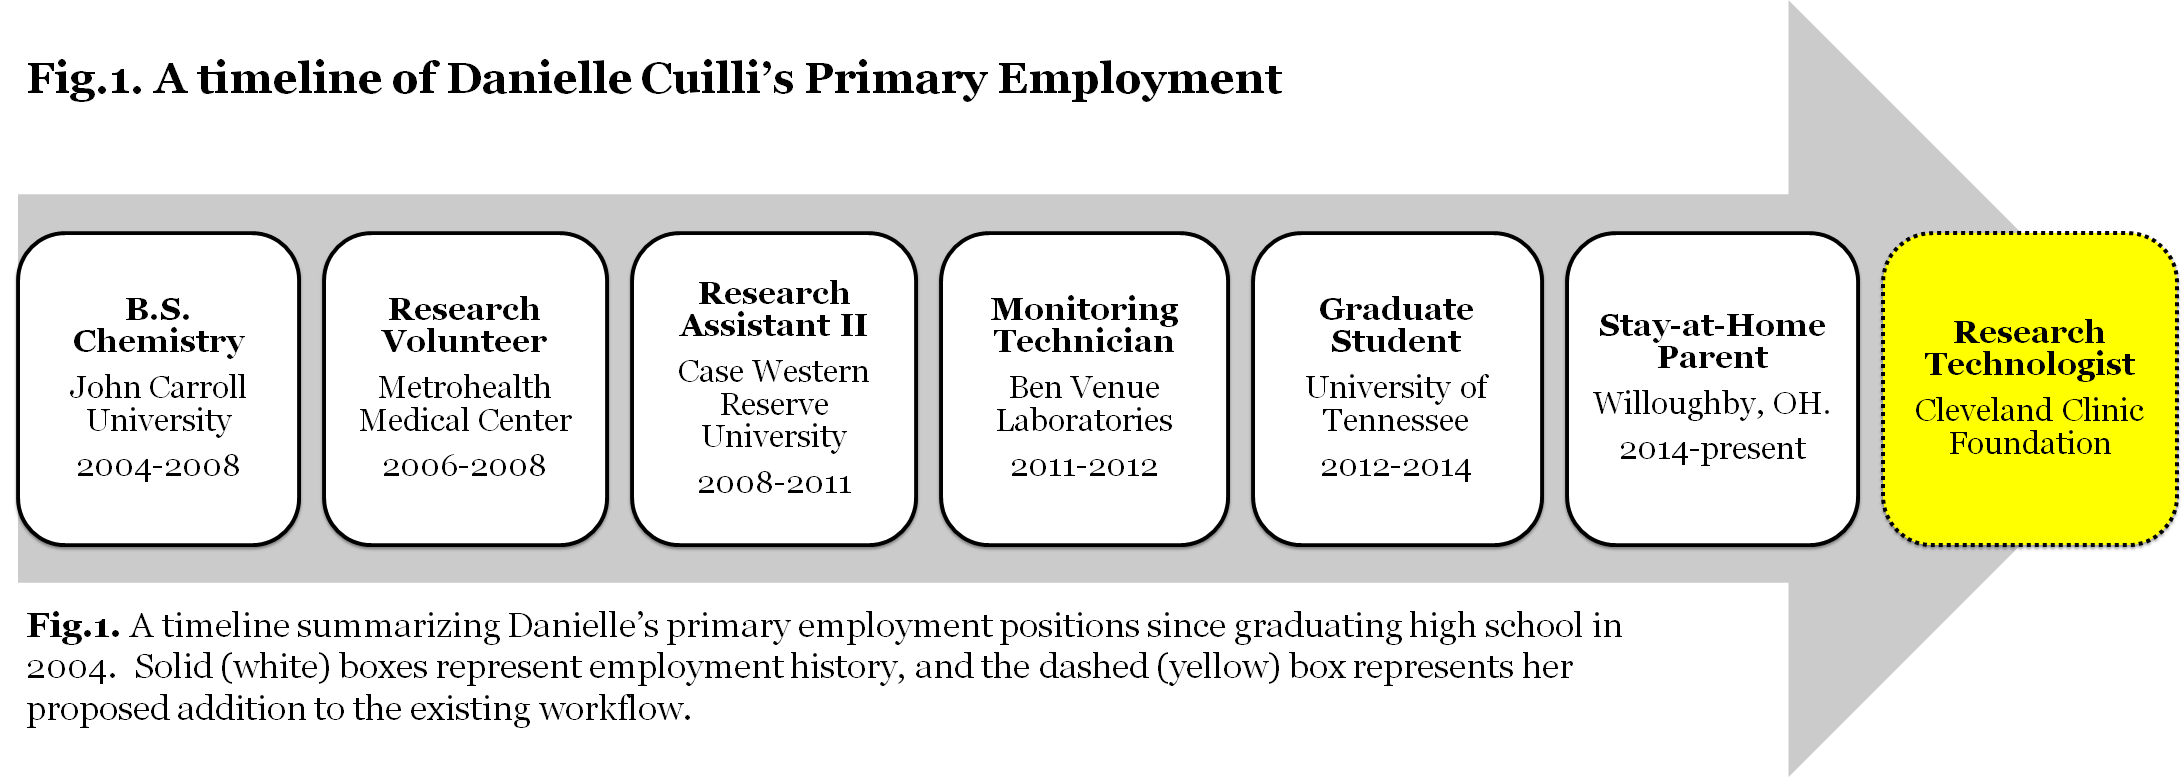 Fig.1. A timeline of Danielle Cuilli’s Primary Employment
B.S.
Chemistry
John Carroll
University
2004-2008
Research
Volunteer
Metrohealth
Medical Center
2006-2008
Research
Assistant II
Case Western
Reserve
University
2008-2011
Monitoring
Technician
Ben Venue
Laboratories
2011-2012
Graduate
Student
University of
Tennessee
2012-2014
Stay-at-Home
Parent
Willoughby, OH.
2014-present
Research
Technologist
Cleveland Clinic
Foundation
Fig.1. A timeline summarizing Danielle’s primary employment positions since graduating high school in
2004.  Solid (white) boxes represent employment history, and the dashed (yellow) box represents her
proposed addition to the existing workflow.